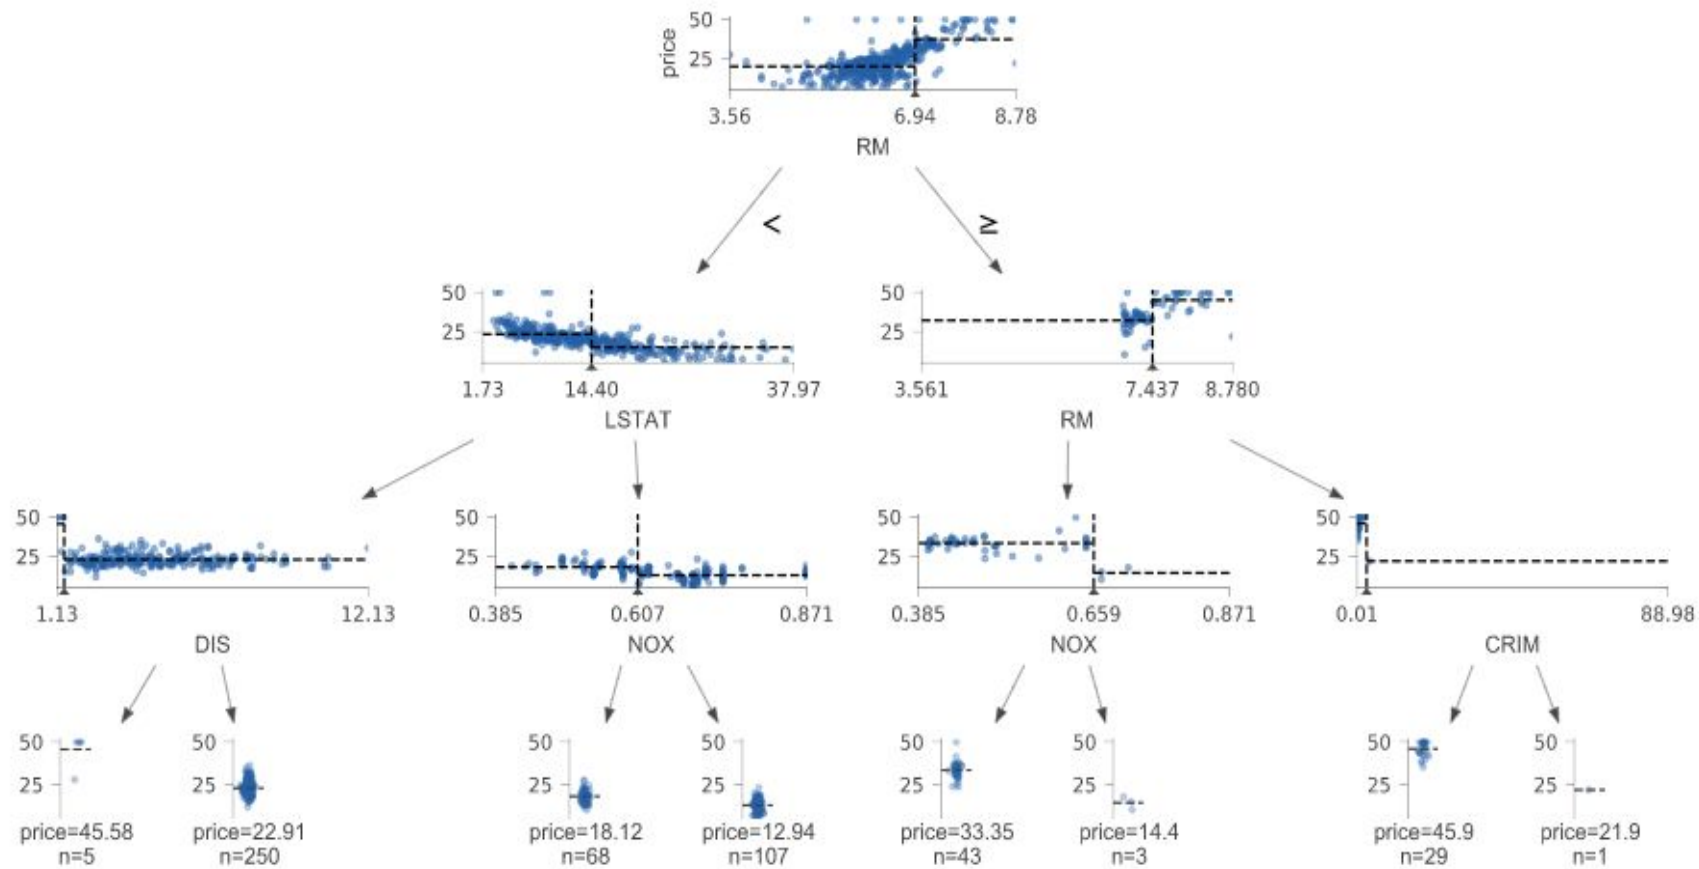 50
price
25
3.56 6.94 8.78
RM
< ≥
50 50
25 25
1.73 14.40 37.97 3.561 7.437 8.780
LSTAT RM
50 50 50 50
25 25 25 25
1.13 12.13 0.385 0.607 0.871 0.385 0.659 0.871 0.01 88.98
DIS NOX NOX CRIM
50 50 50 50 50 50 50 50
25 25 25 25 25 25 25 25
price=45.58 price=22.91 price=18.12 price=12.94 price=33.35 price=14.4 price=45.9 price=21.9
n=5 n=250 n=68 n=107 n=43 n=3 n=29 n=1